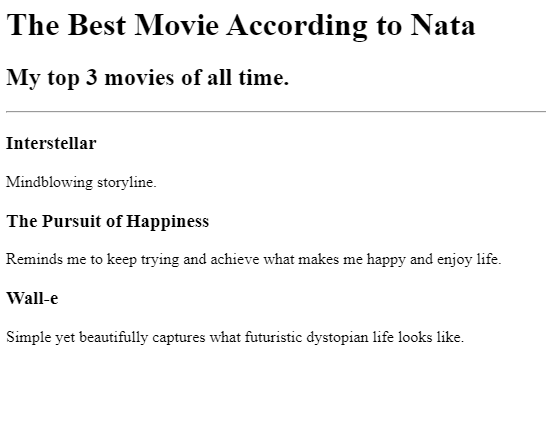 The Best Movie According to Nata
My top 3 movies of all time.
Interstellar
Mindblowing storyline.
The Pursuit of Happiness
Reminds me to keep trying and achieve what makes me happy and enjoy life.
Wall-e
Simple yet beautifully captures what futuristic dystopian life looks like.